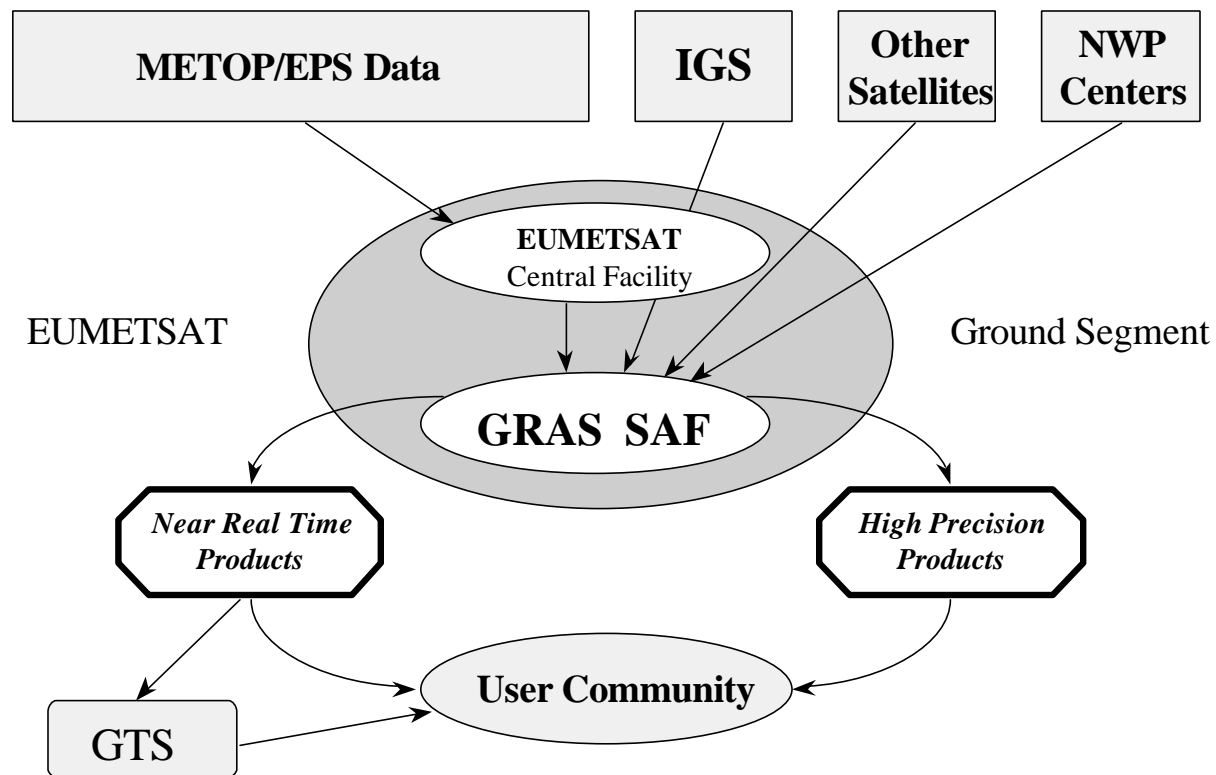 METOP/EPS Data
IGS
Other
Satellites
NWP
Centers
EUMETSAT
Central Facility
EUMETSAT
Ground Segment
GRAS SAF
Near Real Time
Products
High Precision
Products
User Community
GTS